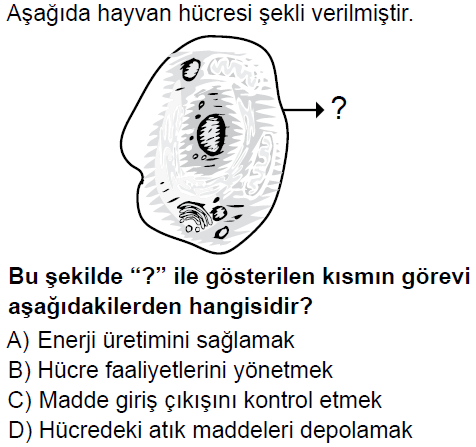 Aşağıda hayvan hücresi şekli verilmiştir.
?
Bu şekilde “?” ile gösterilen kısmın görevi
aşağıdakilerden hangisidir?
A) Enerji üretimini sağlamak
B) Hücre faaliyetlerini yönetmek
C) Madde giriş çıkışını kontrol etmek
D) Hücredeki atık maddeleri depolamak